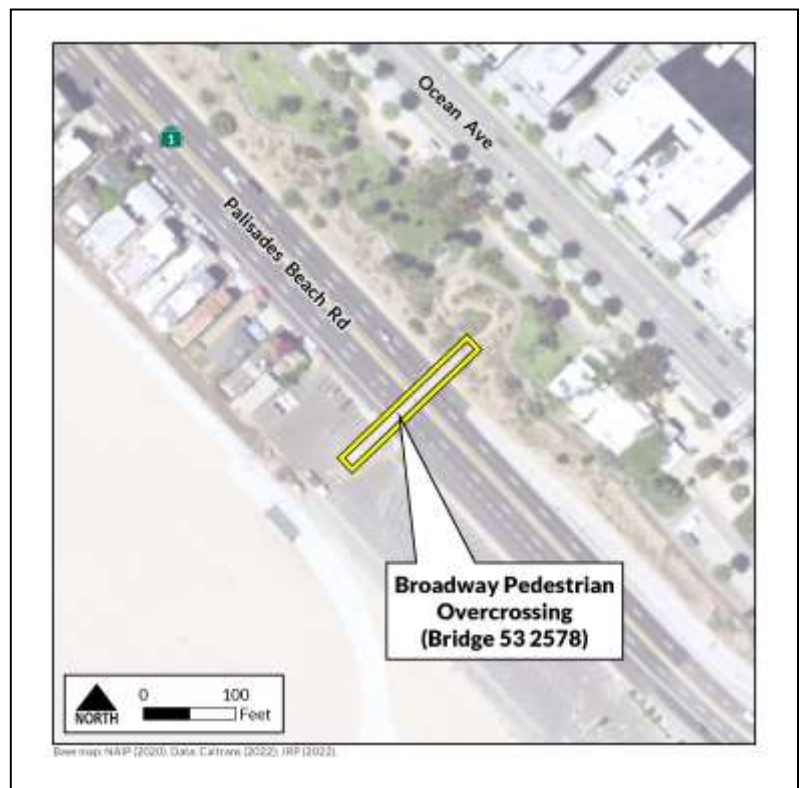 Ocean Ave
1
Palisades Beach Rd
Broadway Pedestrian
Overcrossing
(Bridge 53 2578)
0 100
Feet
NORTH
Base map: NAIP (2020). Data: Caltrans (2022); JRP (2022).